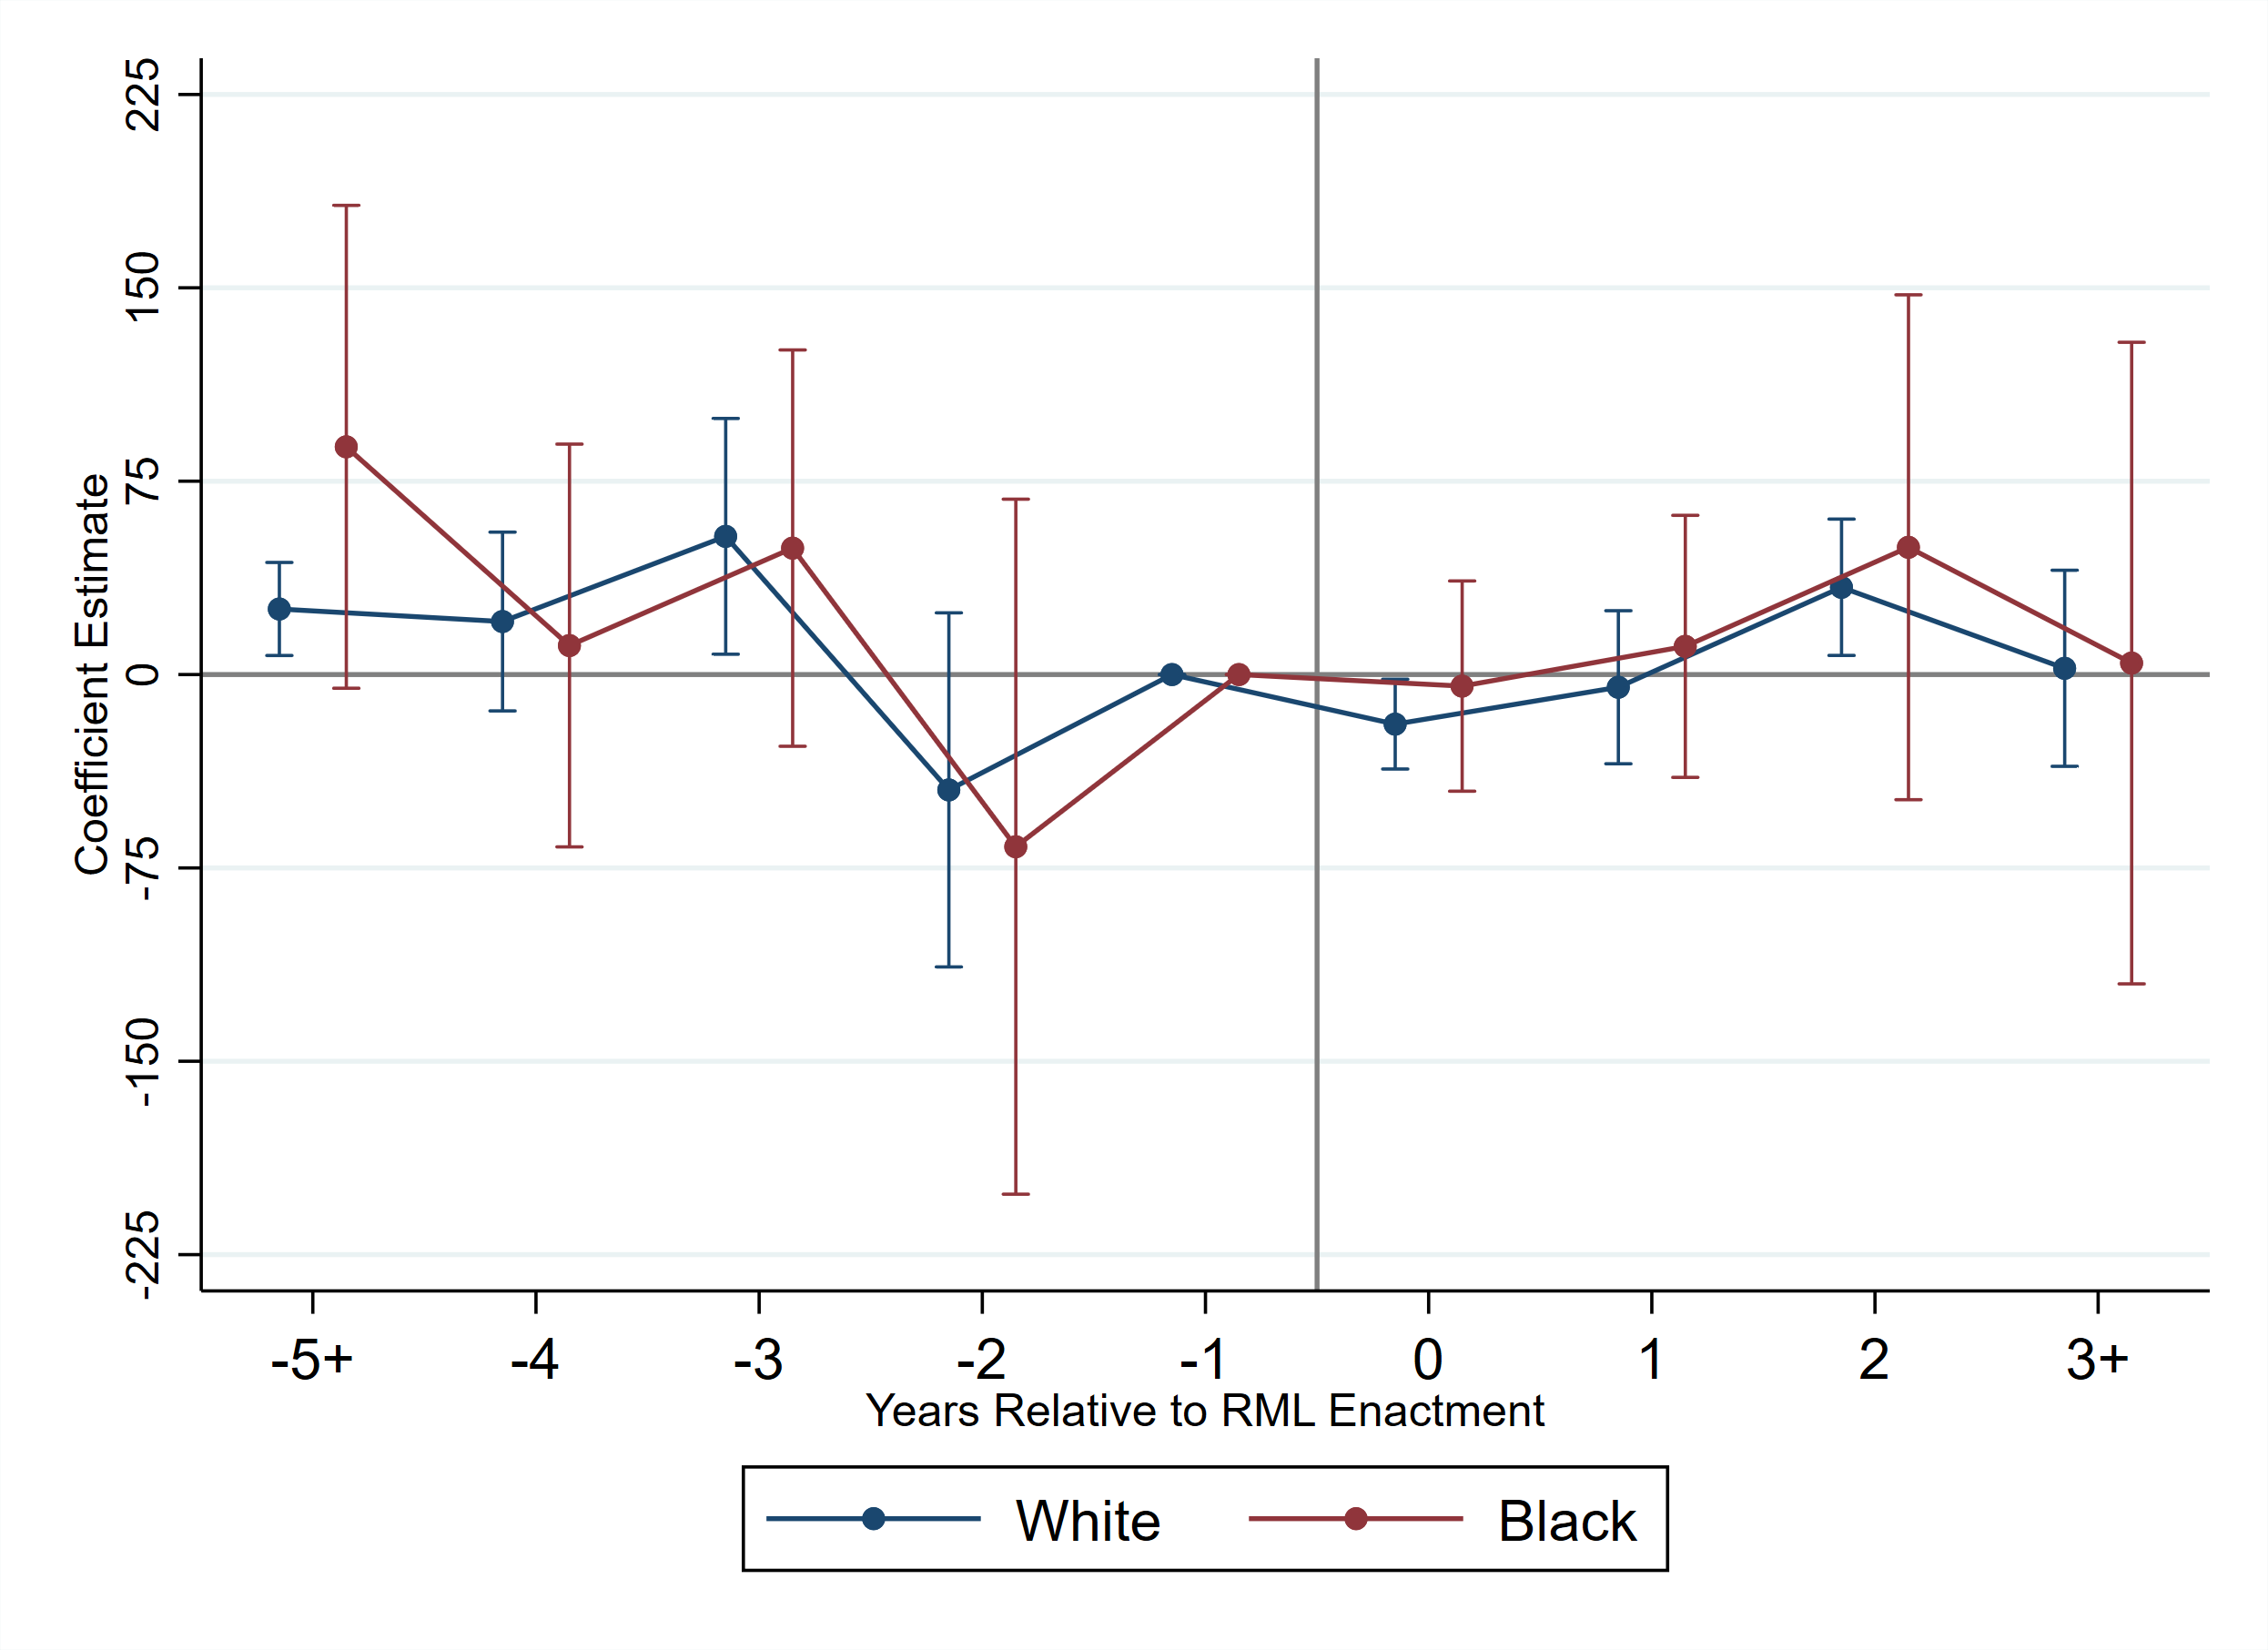 Coefficient Estimate
225
150
75
0
-75
-150
-225
-5+ -4 -3 -2 -1 0 1 2 3+
Years Relative to RML Enactment
White Black